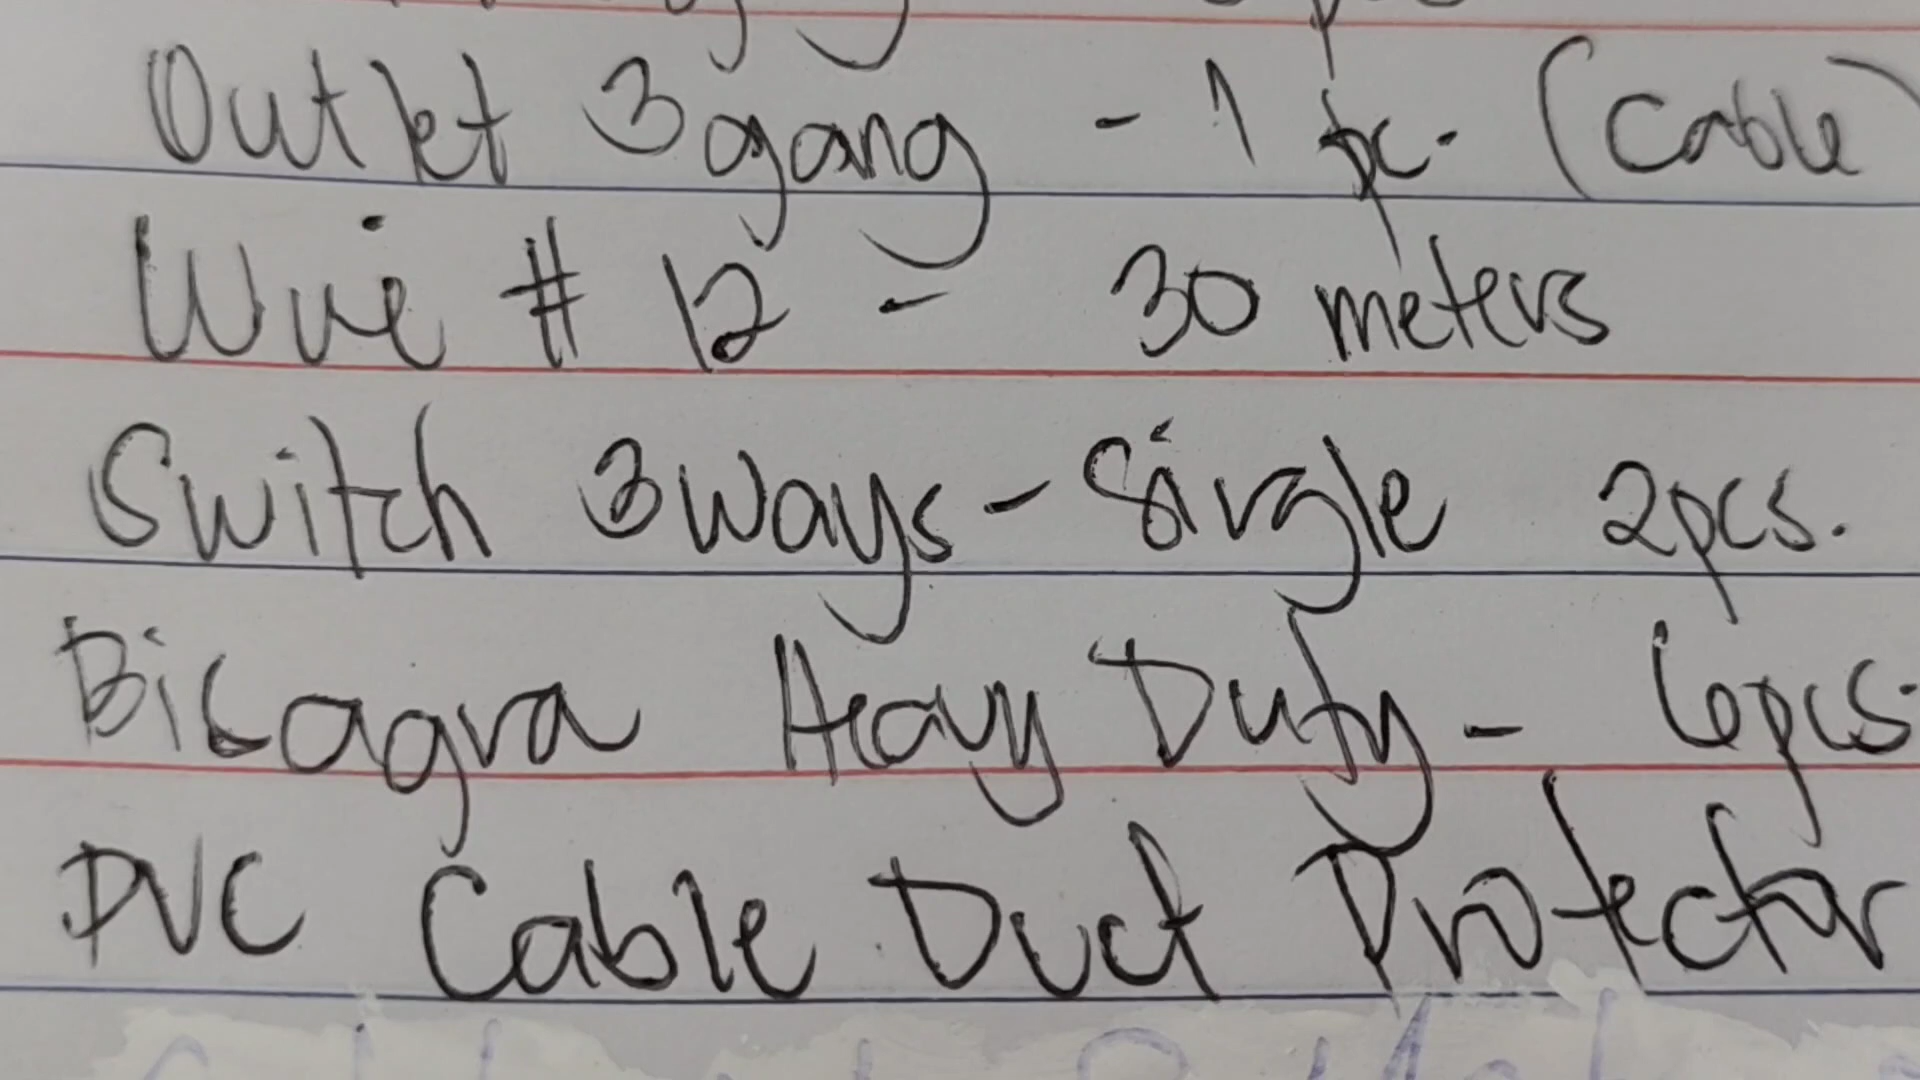 Outlet 3gang - 1 pc. (Cable)
Wire # 12 - 30 meters
Switch 3ways - Single 2pcs.
Bisagra Heavy Duty - 6pcs.
PVC Cable Duct Protector